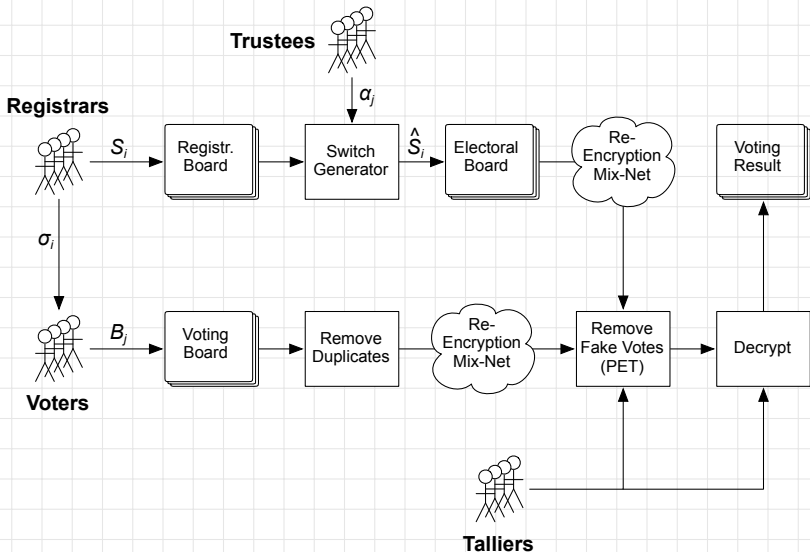 Trustees
α_j
Registrars
S_i
Registr.
Board
Switch
Generator
Ŝ_i
Electoral
Board
Re-
Encryption
Mix-Net
Voting
Result
σ_i
B_j
Voting
Board
Remove
Duplicates
Re-
Encryption
Mix-Net
Remove
Fake Votes
(PET)
Decrypt
Voters
Talliers